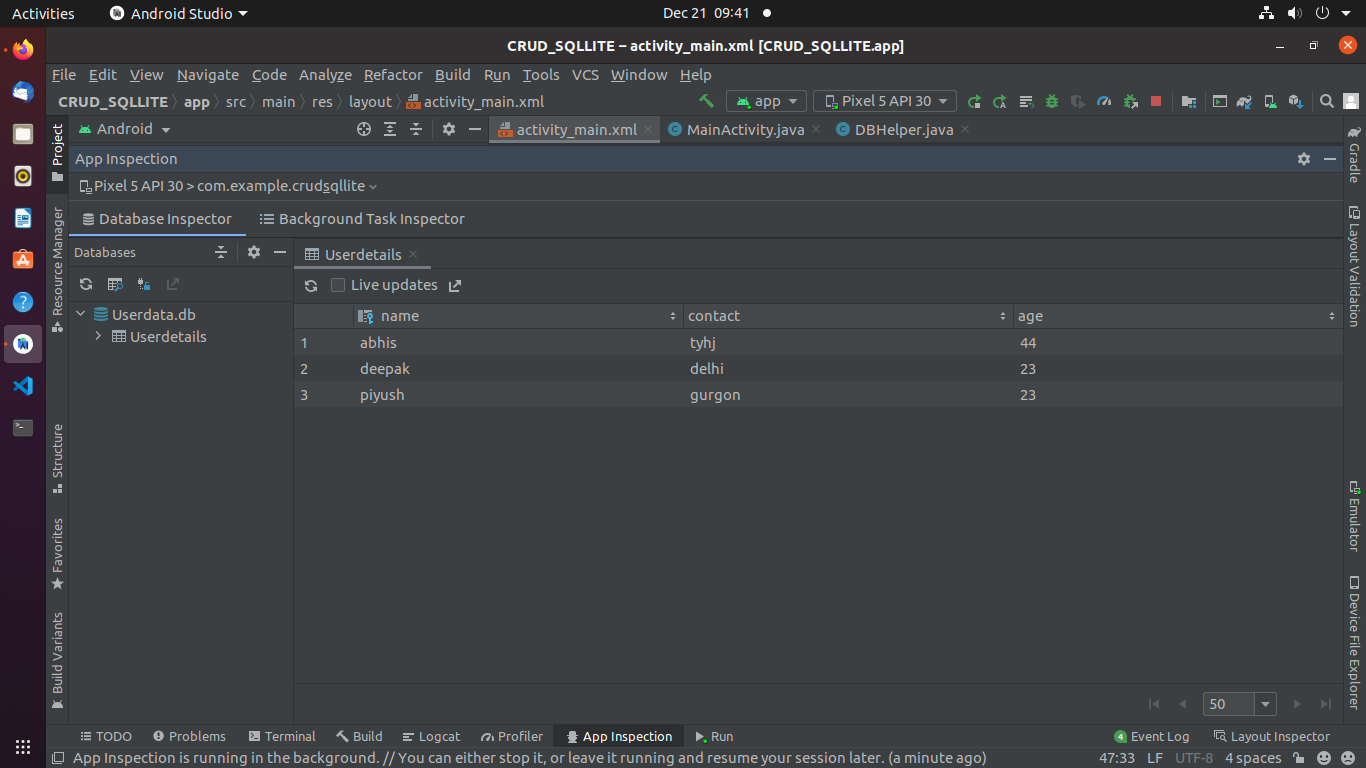 Activities Android Studio Dec 21 09:41
CRUD_SQLLITE – activity_main.xml [CRUD_SQLLITE.app]
File Edit View Navigate Code Analyze Refactor Build Run Tools VCS Window Help
CRUD_SQLLITE app src main res layout activity_main.xml app Pixel 5 API 30
Project Android activity_main.xml MainActivity.java DBHelper.java Gradle
App Inspection
Pixel 5 API 30 > com.example.crudsqllite
Database Inspector Background Task Inspector
Resource Manager
Layout Validation
Databases Userdetails
Live updates
Userdata.db name contact age
Userdetails
1 abhis tyhj 44
2 deepak delhi 23
3 piyush gurgon 23
Structure
Favorites
Build Variants
Emulator
Device File Explorer
50
TODO Problems Terminal Build Logcat Profiler App Inspection Run 4 Event Log Layout Inspector
App Inspection is running in the background. // You can either stop it, or leave it running and resume your session later. (a minute ago) 47:33 LF UTF-8 4 spaces